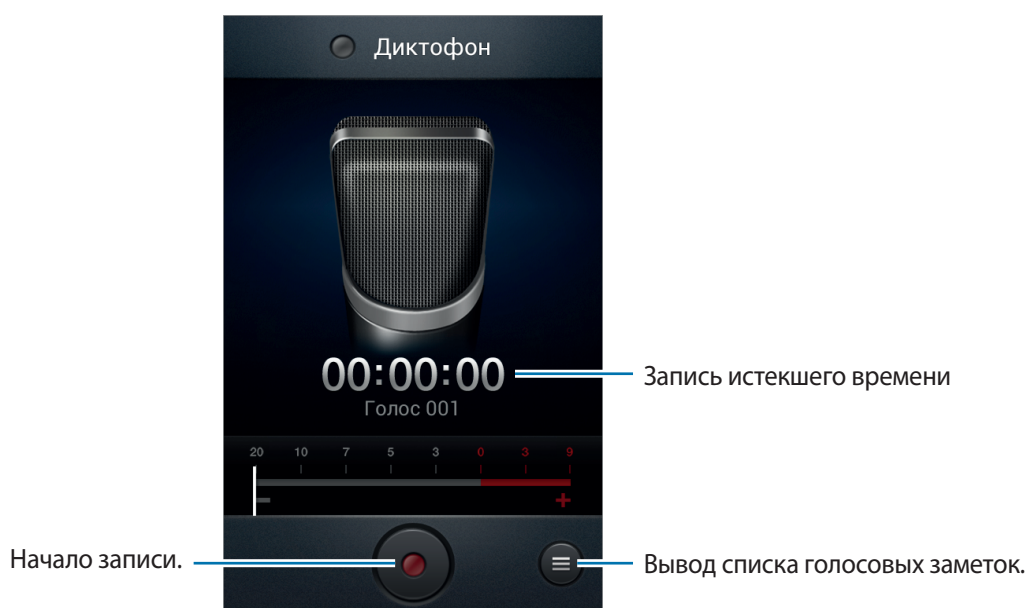 Диктофон
00:00:00
Запись истекшего времени
Голос 001
20 10 7 5 3 0 3 9
- +
Начало записи.
Вывод списка голосовых заметок.